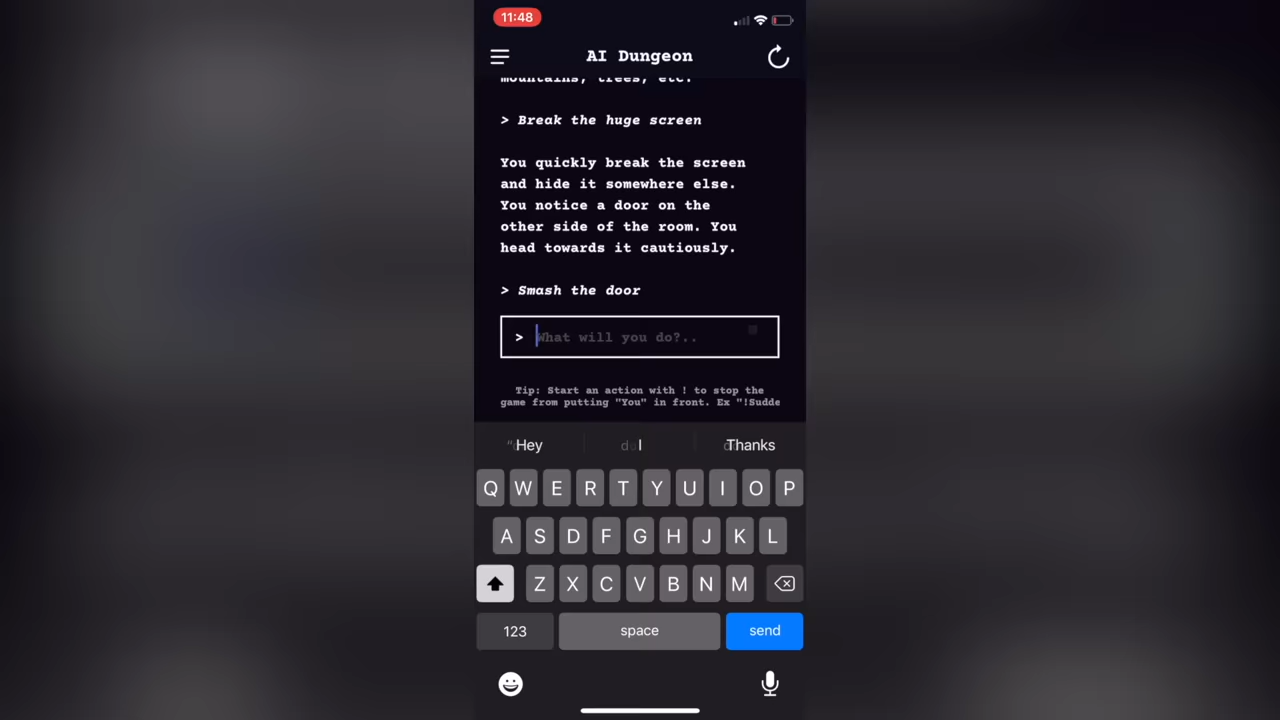 11:48
AI Dungeon
mountains, trees, etc.
> Break the huge screen
You quickly break the screen
and hide it somewhere else.
You notice a door on the
other side of the room. You
head towards it cautiously.
> Smash the door
> What will you do?..
Tip: Start an action with ! to stop the
game from putting "You" in front. Ex "!Sudde
Hey I Thanks
Q W E R T Y U I O P
A S D F G H J K L
Z X C V B N M
123 space send